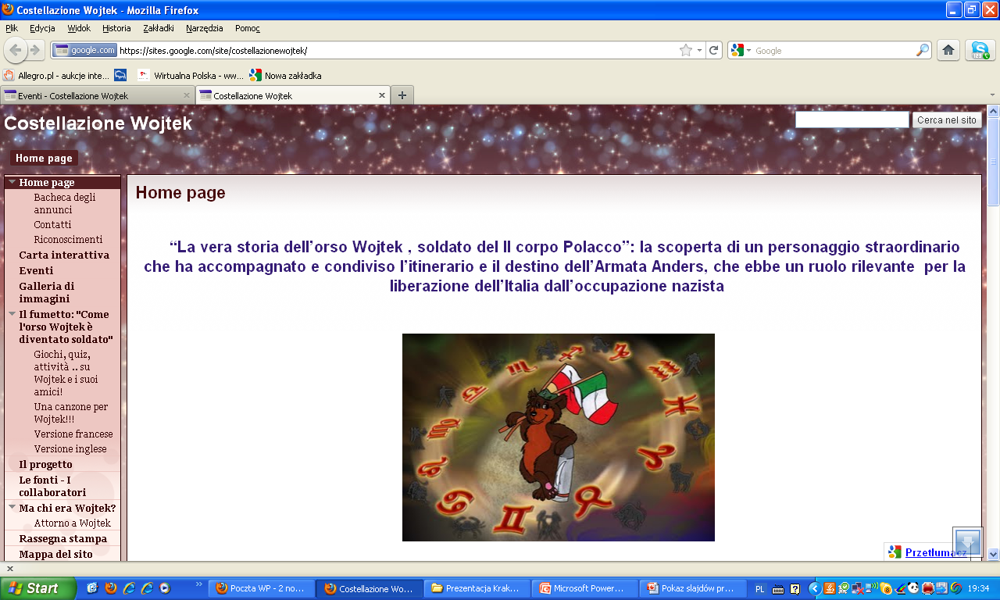 Costellazione Wojtek - Mozilla Firefox
Plik Edycja Widok Historia Zakładki Narzędzia Pomoc
google.com https://sites.google.com/site/costellazionewojtek/ Google
Allegro.pl - aukcje inte... Wirtualna Polska - ww... Nowa zakładka
Eventi - Costellazione Wojtek Costellazione Wojtek
Costellazione Wojtek
Cerca nel sito
Home page
Home page
Bacheca degli
annunci
Contatti
Riconoscimenti
Carta interattiva
Eventi
Galleria di
immagini
Il fumetto: "Come
l'orso Wojtek è
diventato soldato"
Giochi, quiz,
attività .. su
Wojtek e i suoi
amici!
Una canzone per
Wojtek!!!
Versione francese
Versione inglese
Il progetto
Le fonti - I
collaboratori
Ma chi era Wojtek?
Attorno a Wojtek
Rassegna stampa
Mappa del sito
Home page
“La vera storia dell’orso Wojtek , soldato del II corpo Polacco”: la scoperta di un personaggio straordinario
che ha accompagnato e condiviso l’itinerario e il destino dell’Armata Anders, che ebbe un ruolo rilevante per la
liberazione dell’Italia dall’occupazione nazista
Przetłumacz
Start Poczta WP - 2 no... Costellazione Wo... Prezentacja Krak... Microsoft Power... Pokaz slajdów pr... PL 19:34